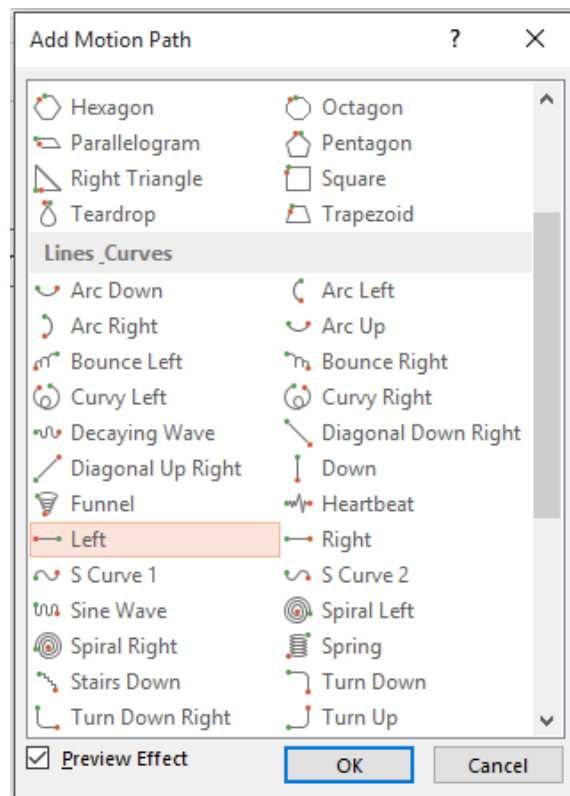 Add Motion Path ?
Hexagon Octagon
Parallelogram Pentagon
Right Triangle Square
Teardrop Trapezoid
Lines_Curves
Arc Down Arc Left
Arc Right Arc Up
Bounce Left Bounce Right
Curvy Left Curvy Right
Decaying Wave Diagonal Down Right
Diagonal Up Right Down
Funnel Heartbeat
Left Right
S Curve 1 S Curve 2
Sine Wave Spiral Left
Spiral Right Spring
Stairs Down Turn Down
Turn Down Right Turn Up
Preview Effect OK Cancel